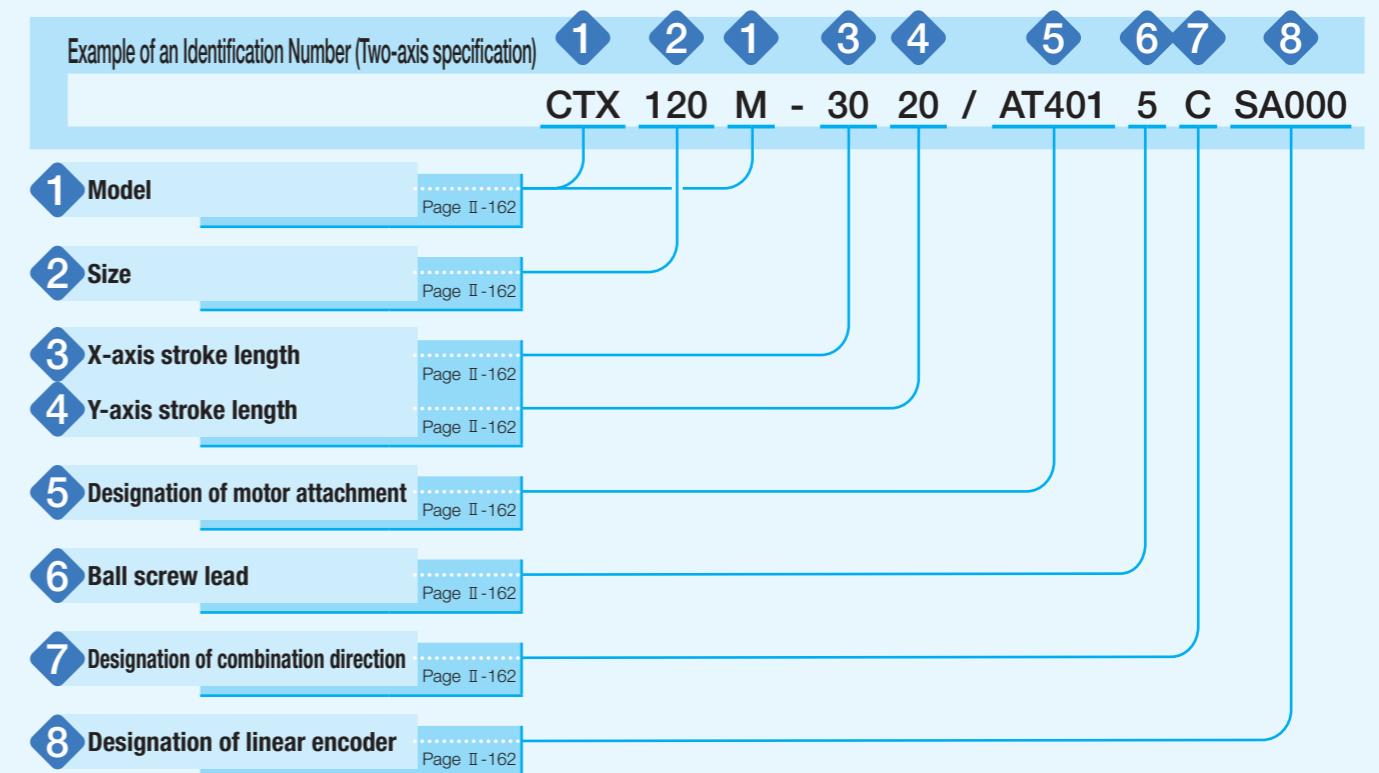 Example of an Identification Number (Two-axis specification) 1 2 1 3 4 5 6 7 8
CTX 120 M - 30 20 / AT401 5 C SA000
1 Model
Page Ⅱ-162
2 Size
Page Ⅱ-162
3 X-axis stroke length
Page Ⅱ-162
4 Y-axis stroke length
Page Ⅱ-162
5 Designation of motor attachment
Page Ⅱ-162
6 Ball screw lead
Page Ⅱ-162
7 Designation of combination direction
Page Ⅱ-162
8 Designation of linear encoder
Page Ⅱ-162